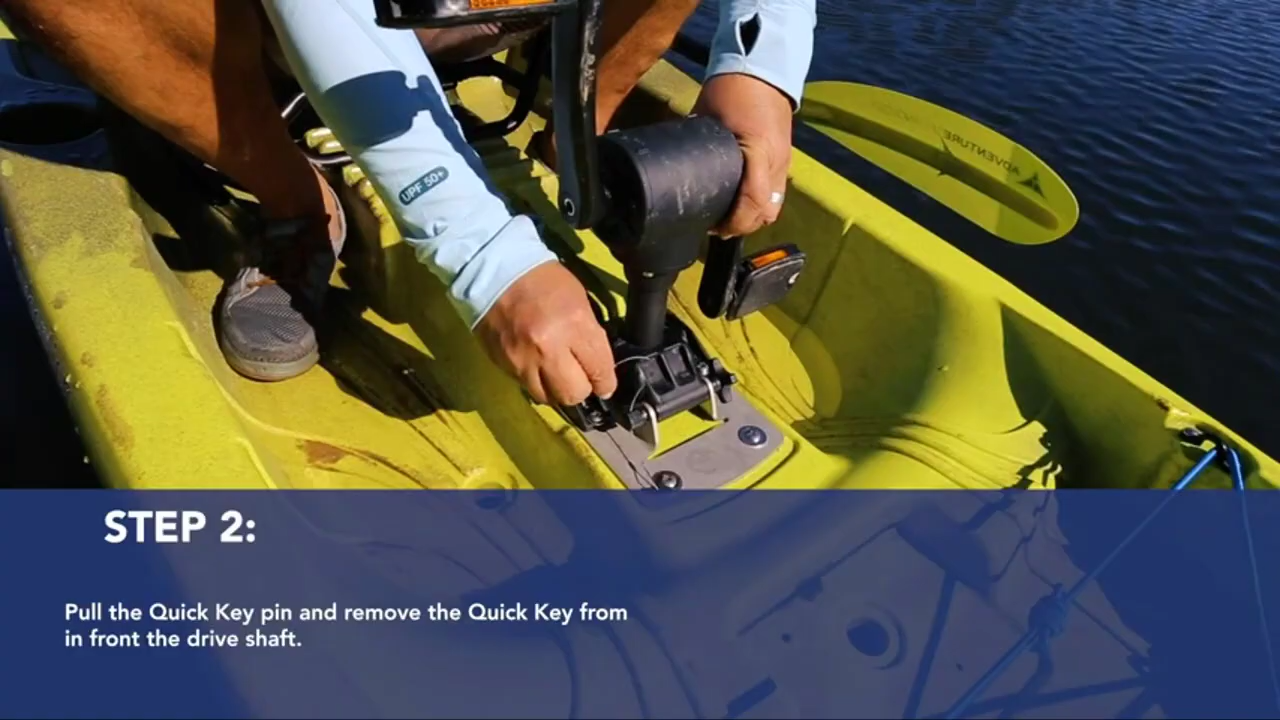 UPF 50+
ADVENTURE
STEP 2:
Pull the Quick Key pin and remove the Quick Key from
in front the drive shaft.